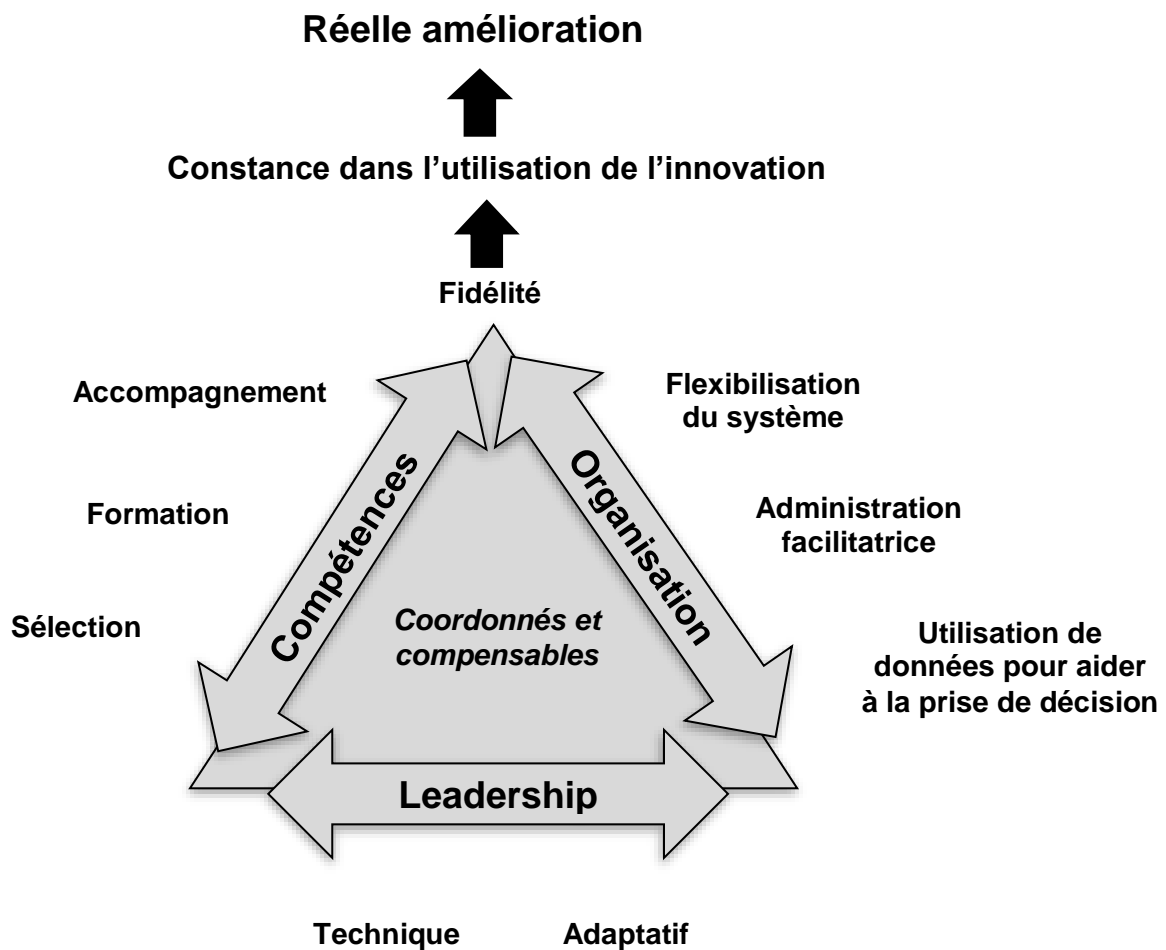 Réelle amélioration
Constance dans l'utilisation de l'innovation
Fidélité
Accompagnement
Flexibilisation
du système
Formation
Compétences
Organisation
Administration
facilitatrice
Sélection
Coordonnés et
compensables
Utilisation de
données pour aider
à la prise de décision
Leadership
Technique
Adaptatif